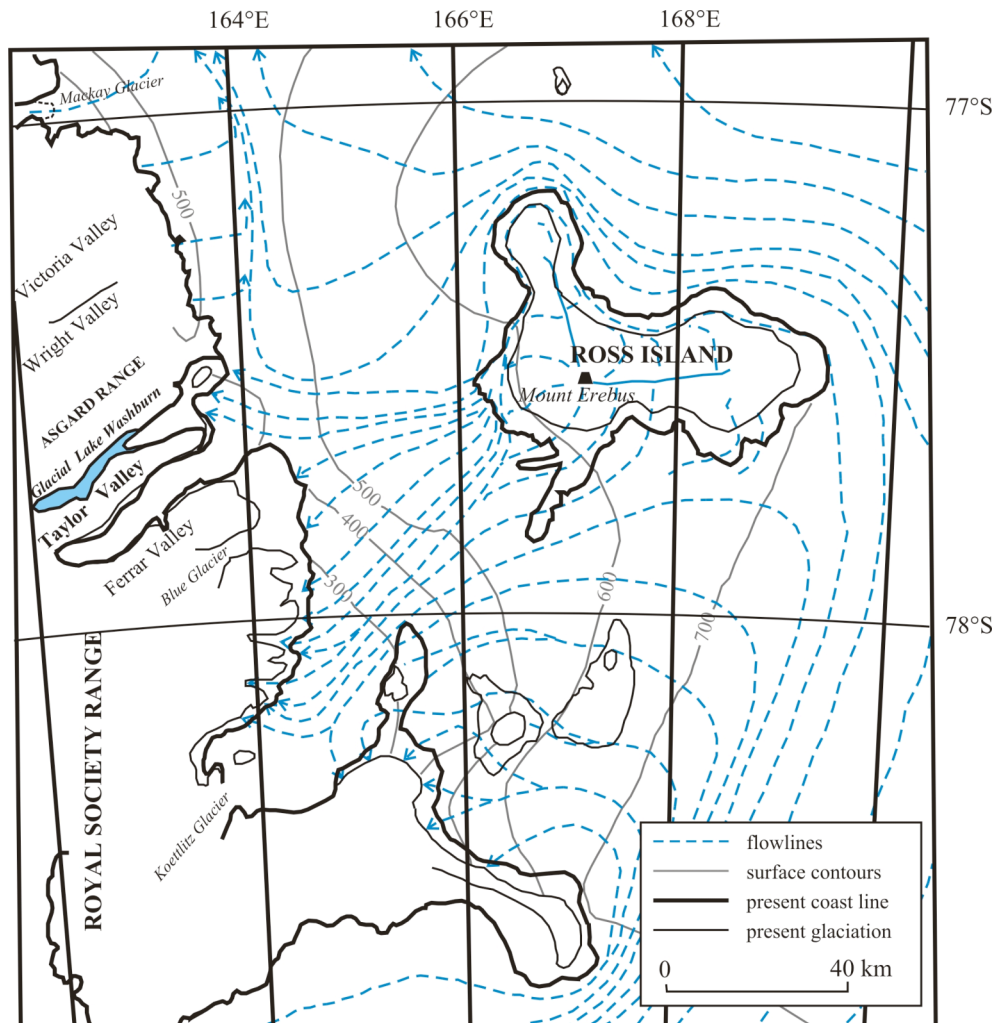 164°E
166°E
168°E
Mackay Glacier
77°S
500
Victoria Valley
Wright Valley
ROSS ISLAND
Mount Erebus
ASGARD RANGE
Glacial Lake Washburn
Taylor Valley
500
400
300
Ferrar Valley
Blue Glacier
600
700
78°S
ROYAL SOCIETY RANGE
Koettlitz Glacier
flowlines
surface contours
present coast line
present glaciation
0 40 km